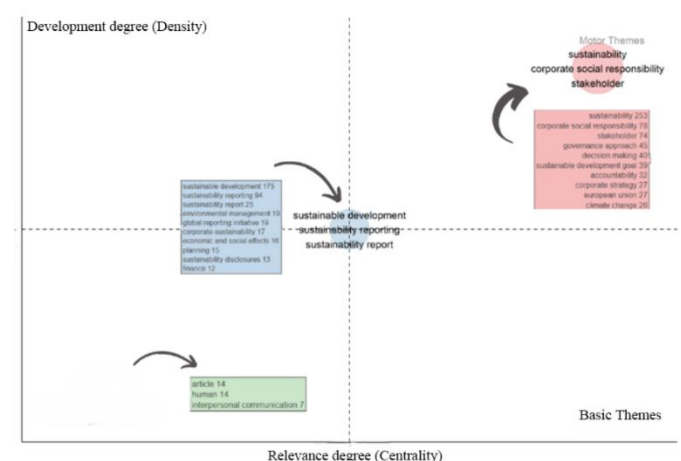 Development degree (Density)
Motor Themes
sustainability
corporate social responsibility
stakeholder
sustainability 253
corporate social responsibility 78
stakeholder 74
governance approach 45
decision making 40
sustainable development goal 39
accountability 32
corporate strategy 27
european union 27
climate change 26
sustainable development 175
sustainability reporting 94
sustainability report 25
environmental management 19
global reporting initiative 19
corporate sustainability 17
economic and social effects 16
planning 15
sustainability disclosures 13
finance 12
sustainable development
sustainability reporting
sustainability report
article 14
human 14
interpersonal communication 7
Basic Themes
Relevance degree (Centrality)